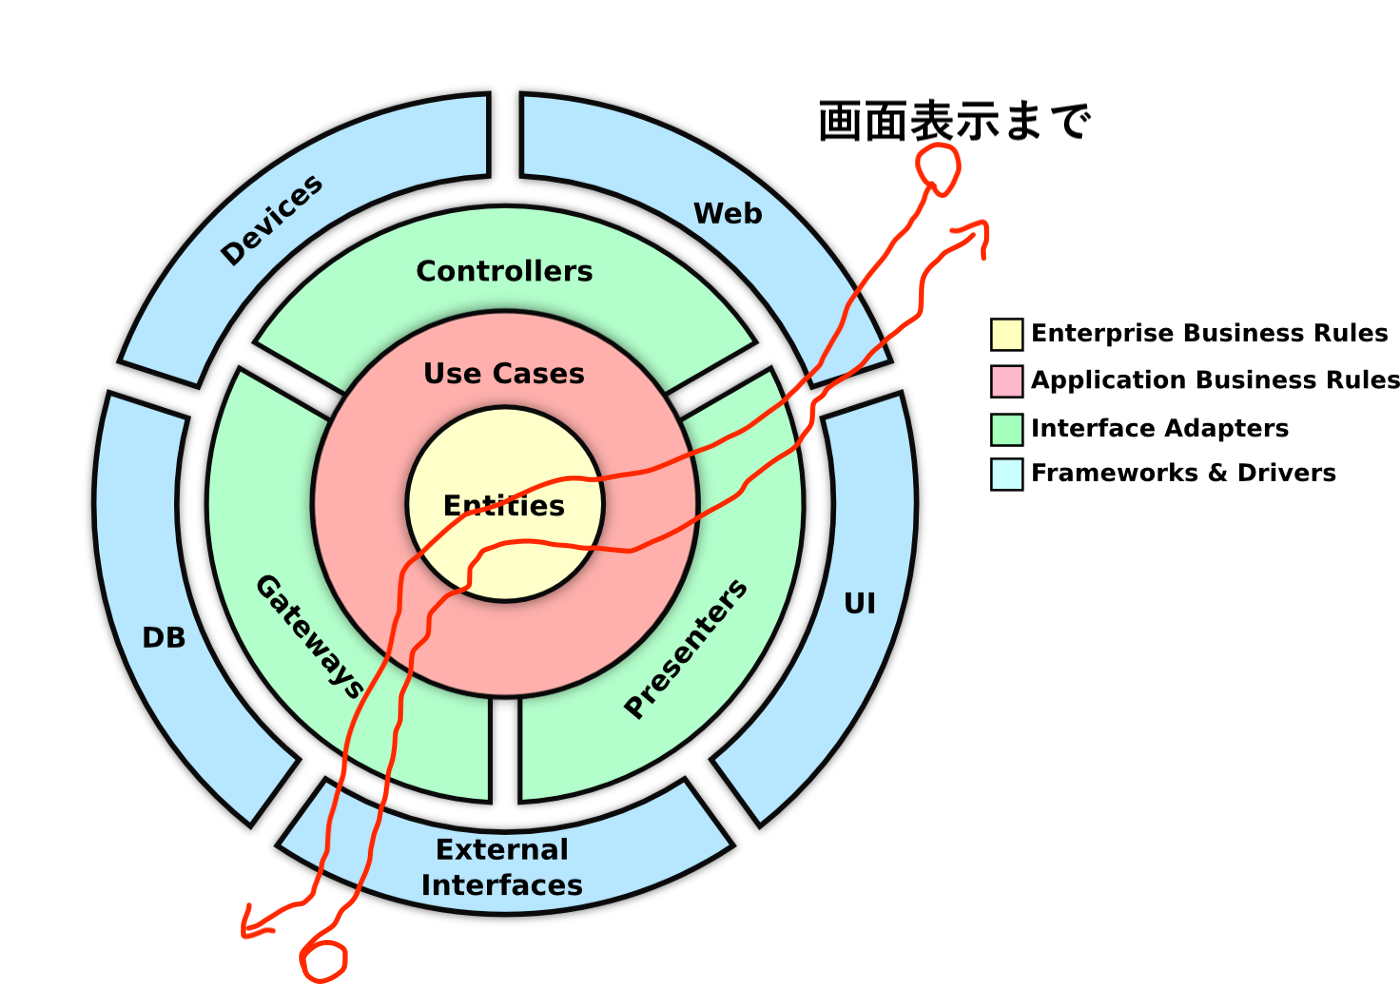 画面表示まで
Devices
Web
Controllers
Use Cases
Entities
Gateways
Presenters
DB
UI
External
Interfaces
Enterprise Business Rules
Application Business Rules
Interface Adapters
Frameworks & Drivers